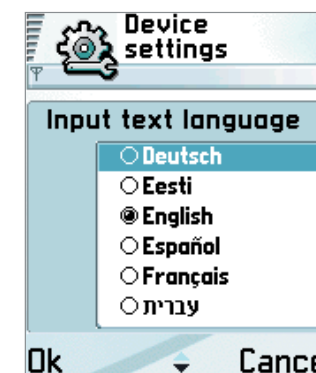 Device
settings
Input text language
Deutsch
Eesti
English
Español
Français
עברית
Ok Cance